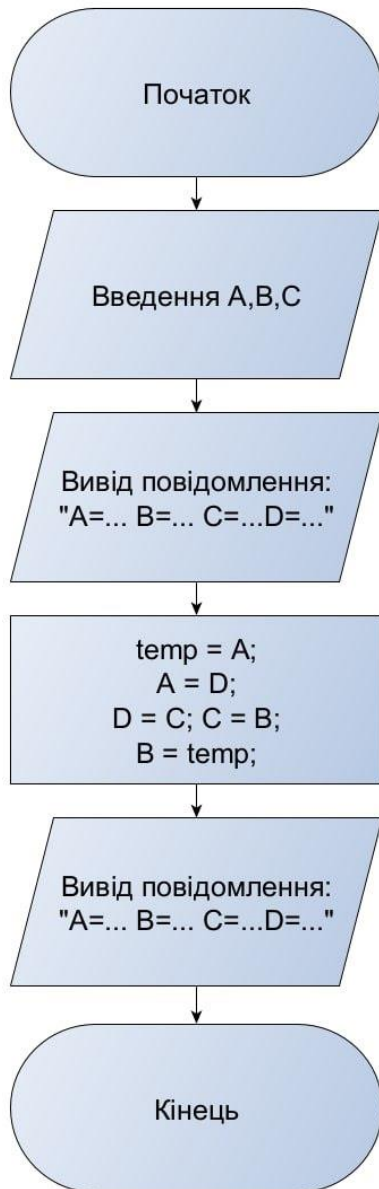 Початок
Введення A,B,C
Вивід повідомлення:
"A=... B=... C=...D=..."
temp = A;
A = D;
D = C; C = B;
B = temp;
Вивід повідомлення:
"A=... B=... C=...D=..."
Кінець